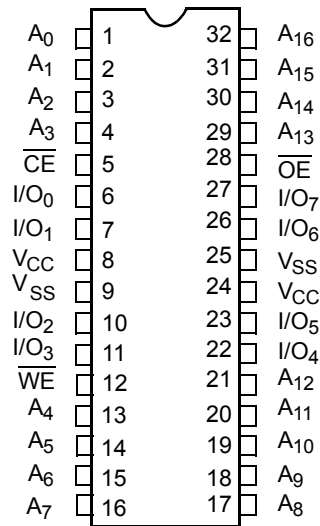 A0 1 32 A16
A1 2 31 A15
A2 3 30 A14
A3 4 29 A13
C̅E̅ 5 28 O̅E̅
I/O0 6 27 I/O7
I/O1 7 26 I/O6
VCC 8 25 VSS
VSS 9 24 VCC
I/O2 10 23 I/O5
I/O3 11 22 I/O4
W̅E̅ 12 21 A12
A4 13 20 A11
A5 14 19 A10
A6 15 18 A9
A7 16 17 A8